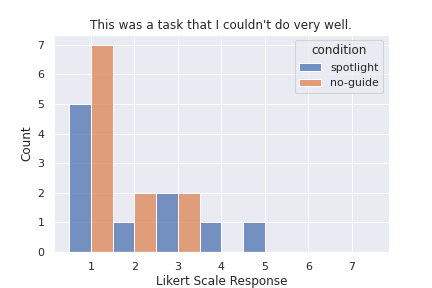 This was a task that I couldn't do very well.
condition
spotlight
no-guide
Count
7
6
5
4
3
2
1
0
1 2 3 4 5 6 7
Likert Scale Response